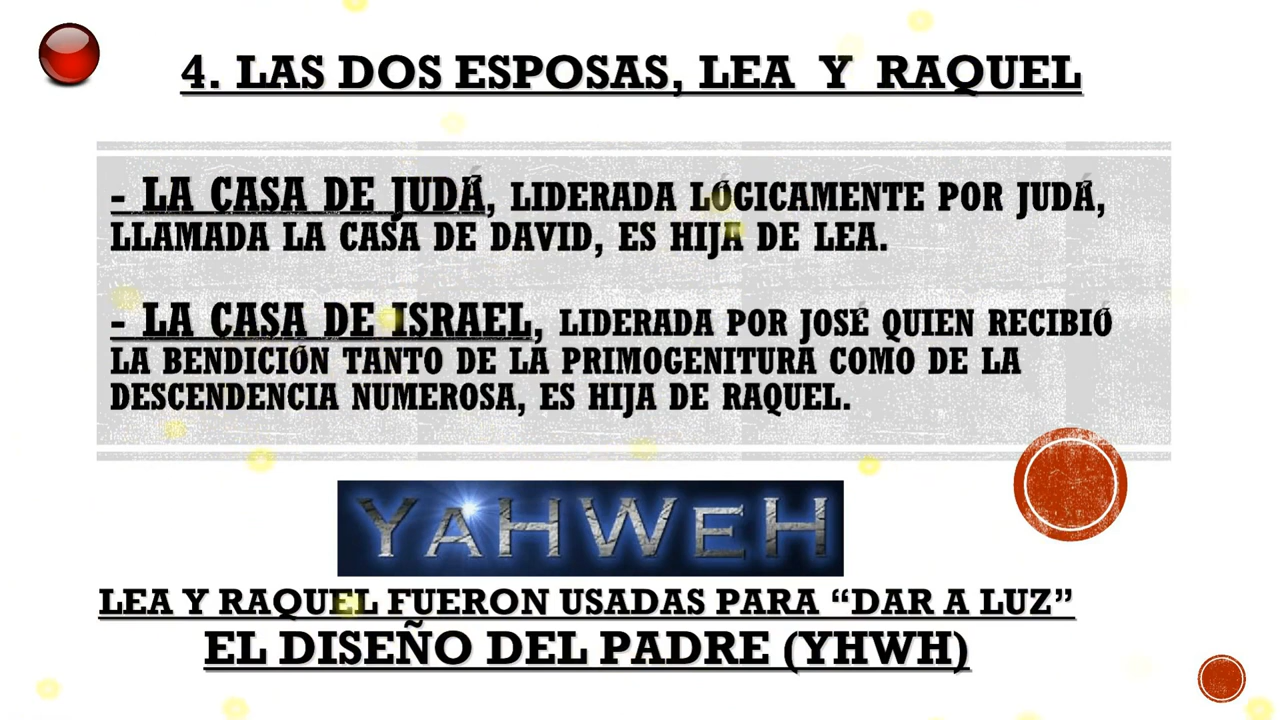 4. LAS DOS ESPOSAS, LEA Y RAQUEL
- LA CASA DE JUDÁ, LIDERADA LÓGICAMENTE POR JUDÁ,
LLAMADA LA CASA DE DAVID, ES HIJA DE LEA.
- LA CASA DE ISRAEL, LIDERADA POR JOSÉ QUIEN RECIBIÓ
LA BENDICIÓN TANTO DE LA PRIMOGENITURA COMO DE LA
DESCENDENCIA NUMEROSA, ES HIJA DE RAQUEL.
YaHWeH
LEA Y RAQUEL FUERON USADAS PARA “DAR A LUZ”
EL DISEÑO DEL PADRE (YHWH)